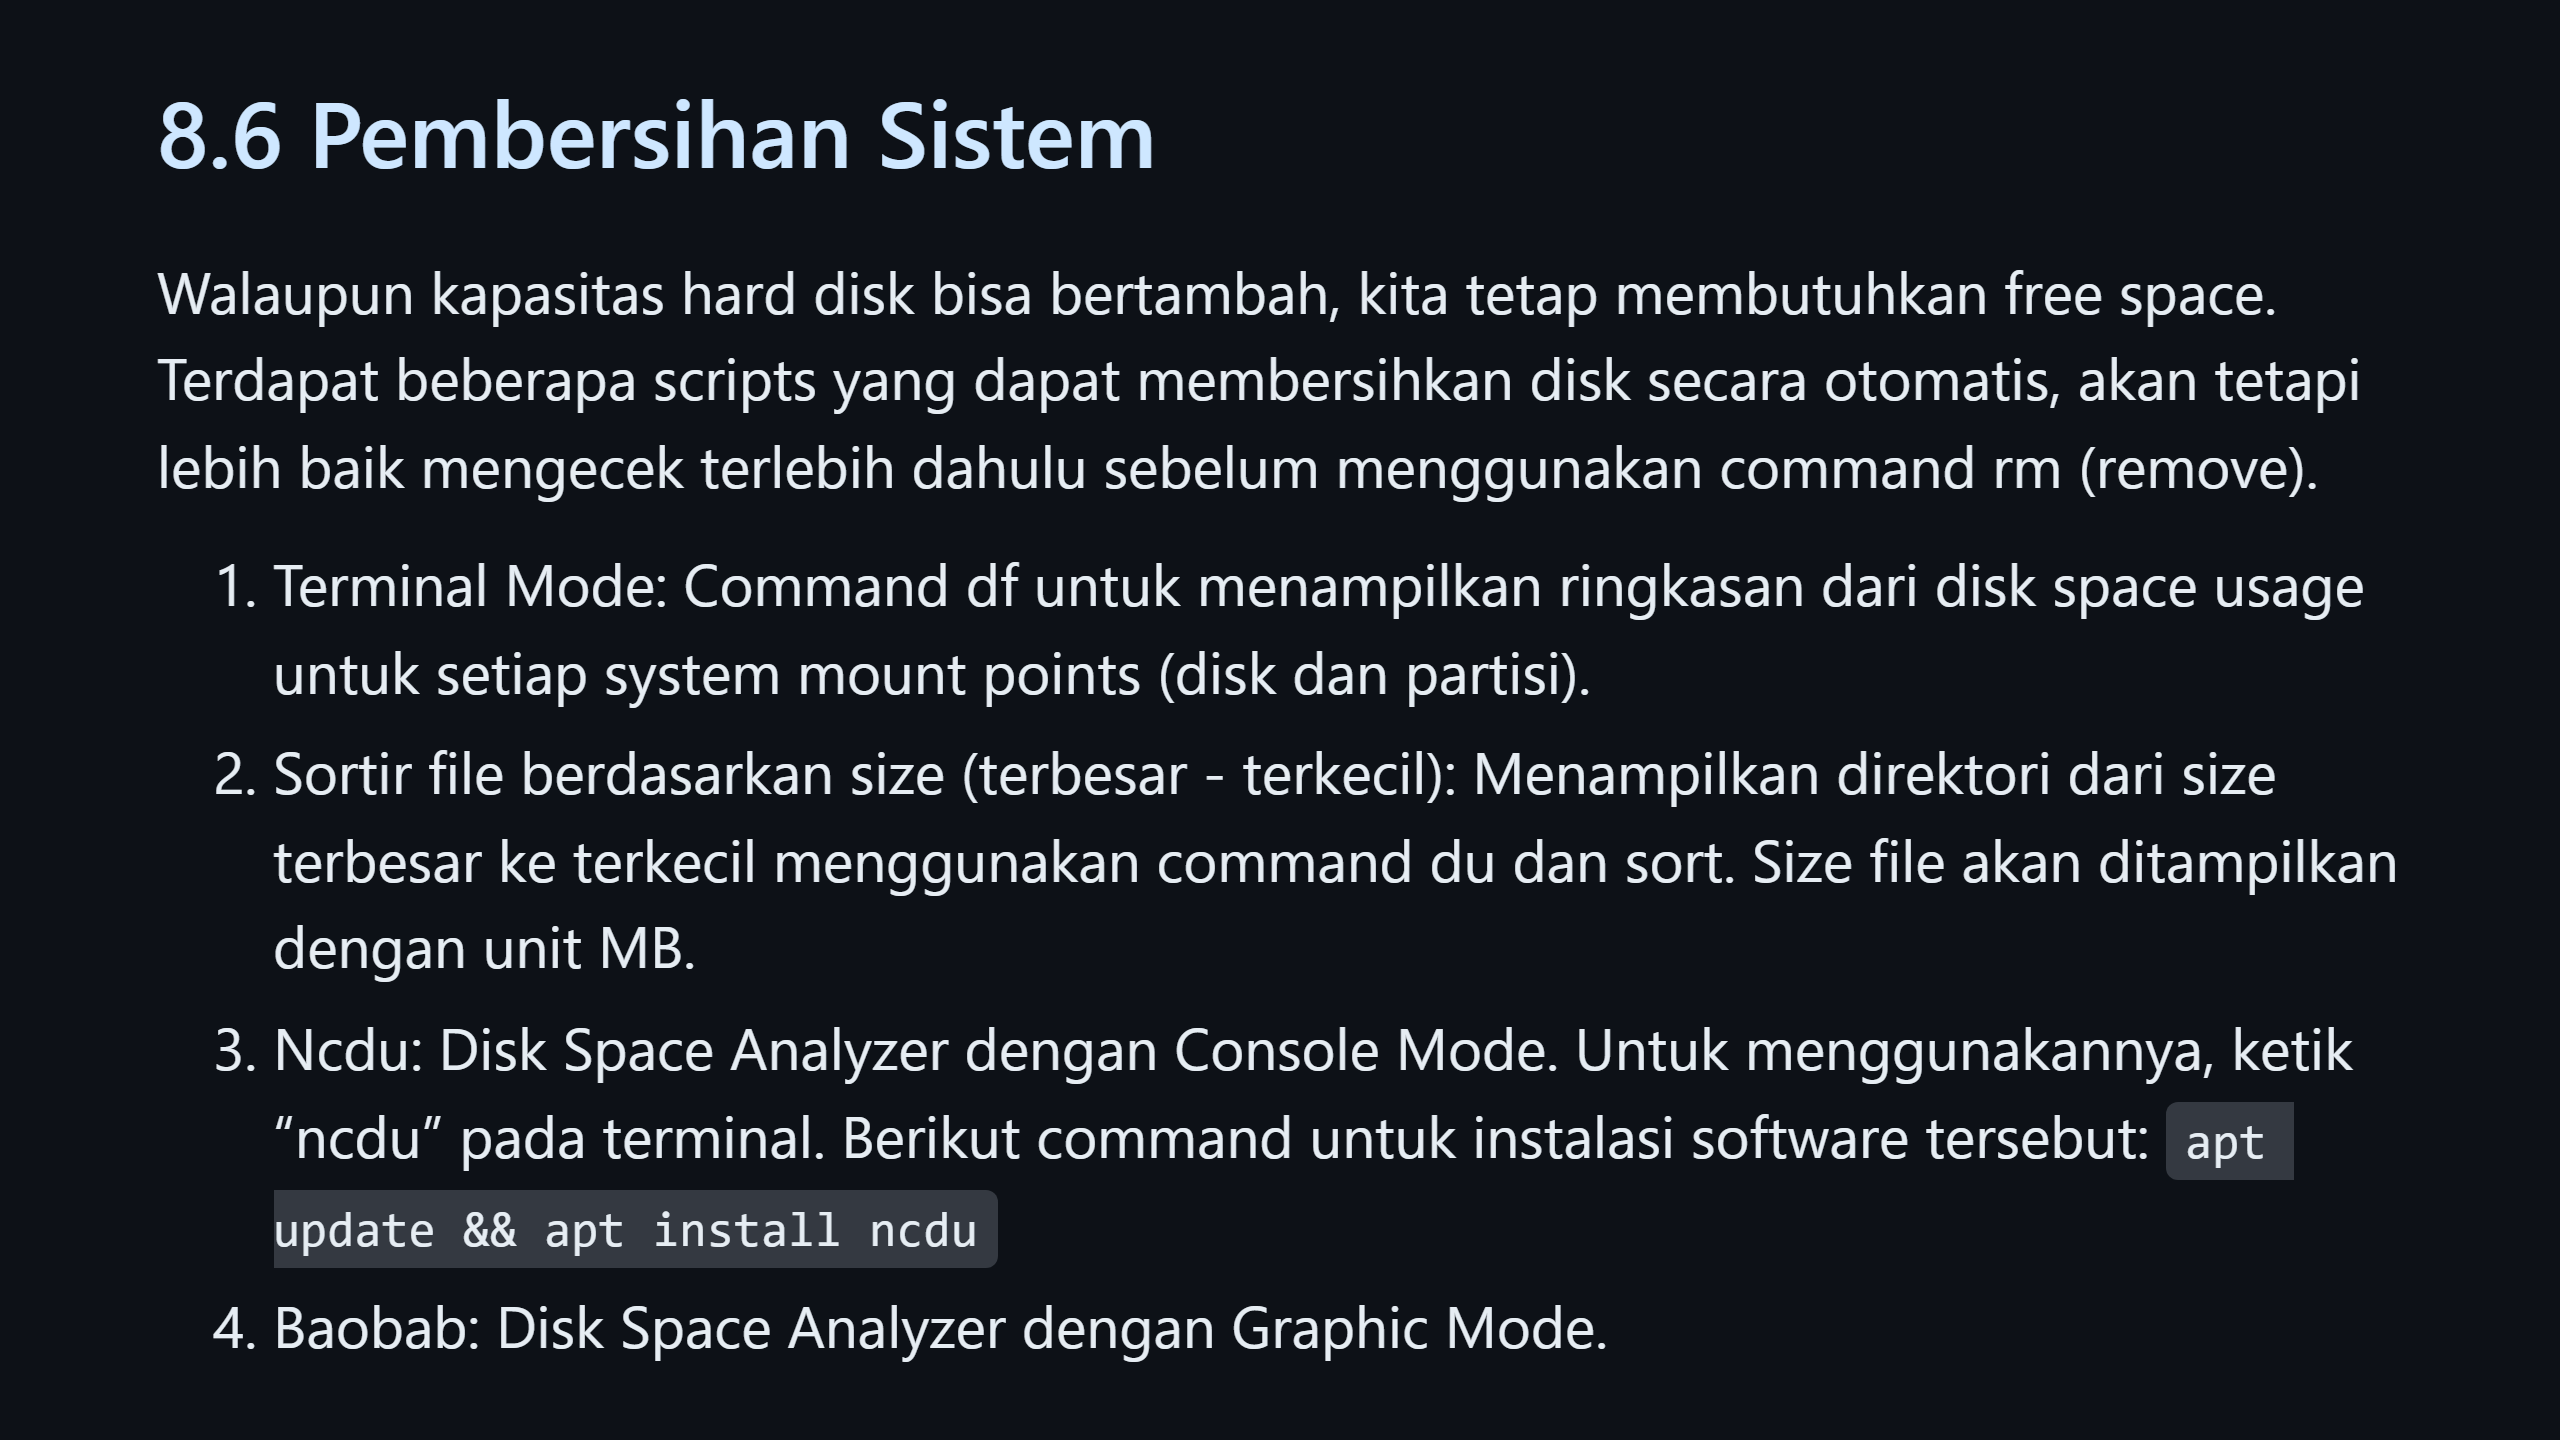 8.6 Pembersihan Sistem
Walaupun kapasitas hard disk bisa bertambah, kita tetap membutuhkan free space.
Terdapat beberapa scripts yang dapat membersihkan disk secara otomatis, akan tetapi
lebih baik mengecek terlebih dahulu sebelum menggunakan command rm (remove).
1. Terminal Mode: Command df untuk menampilkan ringkasan dari disk space usage
untuk setiap system mount points (disk dan partisi).
2. Sortir file berdasarkan size (terbesar - terkecil): Menampilkan direktori dari size
terbesar ke terkecil menggunakan command du dan sort. Size file akan ditampilkan
dengan unit MB.
3. Ncdu: Disk Space Analyzer dengan Console Mode. Untuk menggunakannya, ketik
“ncdu” pada terminal. Berikut command untuk instalasi software tersebut: apt
update && apt install ncdu
4. Baobab: Disk Space Analyzer dengan Graphic Mode.